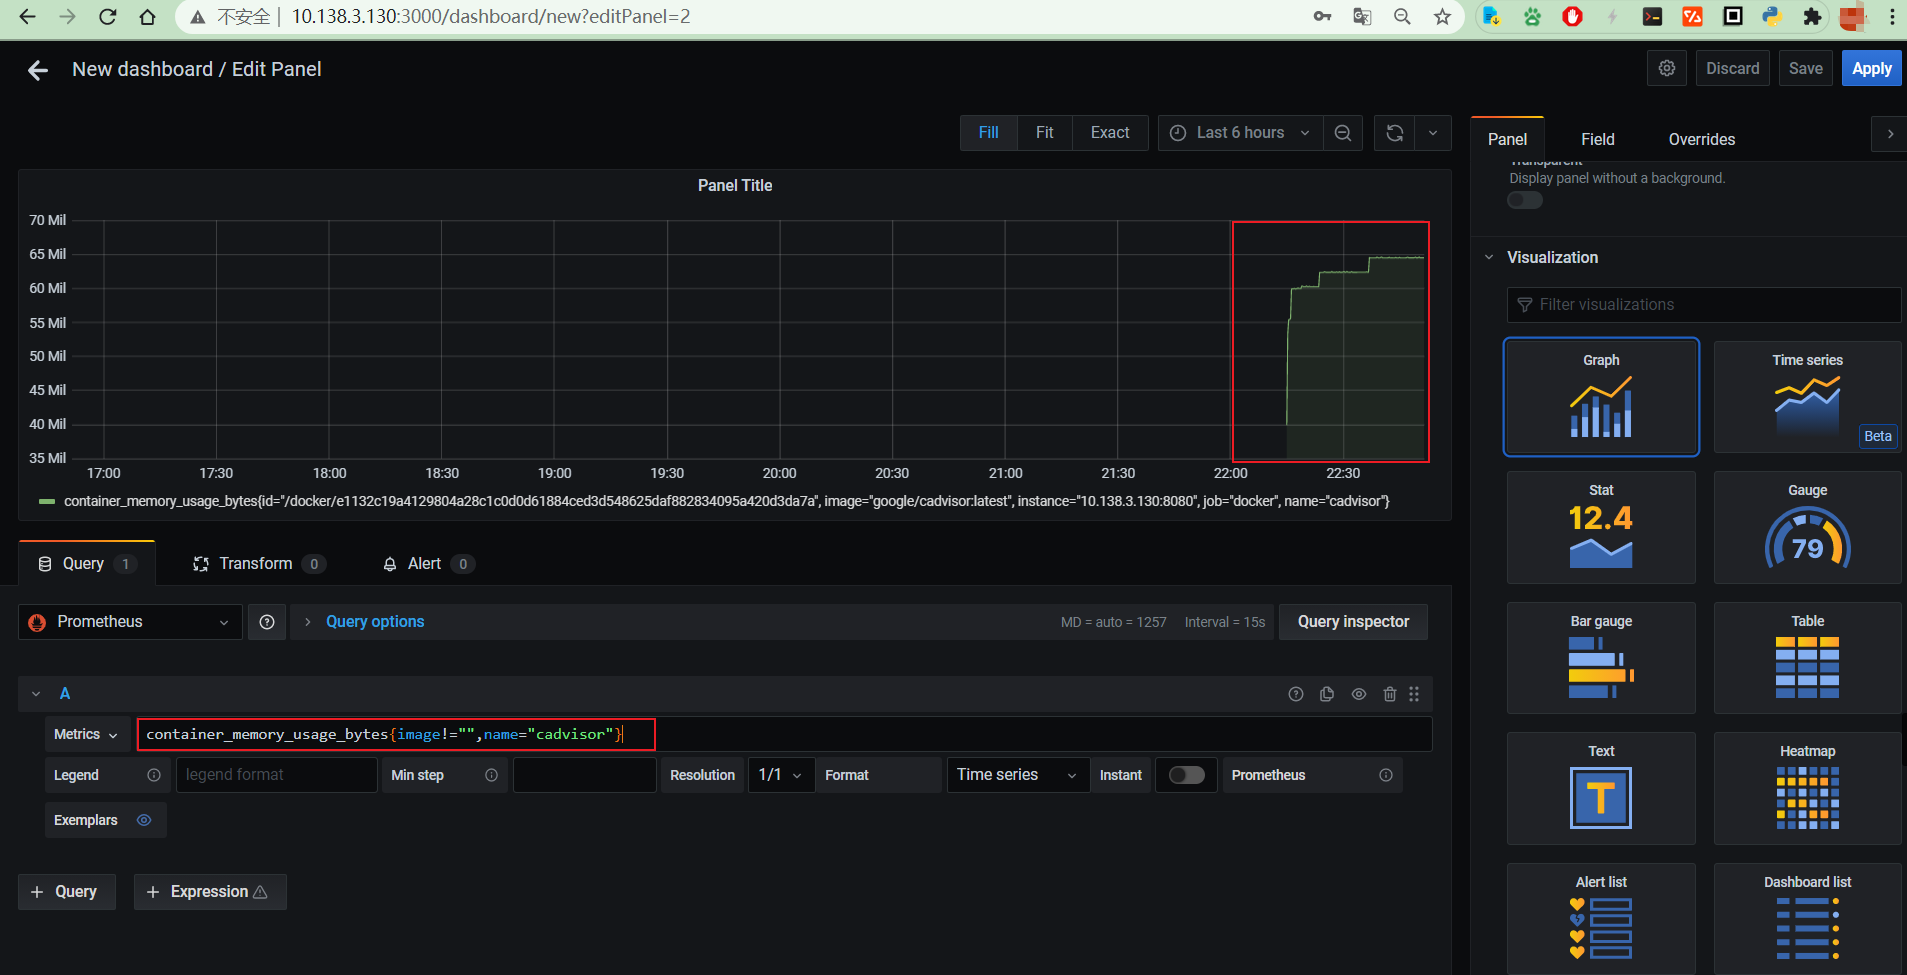 不安全 | 10.138.3.130:3000/dashboard/new?editPanel=2
New dashboard / Edit Panel
Discard
Save
Apply
Fill
Fit
Exact
Last 6 hours
Panel
Field
Overrides
Transparent
Display panel without a background.
Panel Title
70 Mil
65 Mil
60 Mil
55 Mil
50 Mil
45 Mil
40 Mil
35 Mil
17:00
17:30
18:00
18:30
19:00
19:30
20:00
20:30
21:00
21:30
22:00
22:30
container_memory_usage_bytes{id="/docker/e1132c19a4129804a28c1c0d0d61884ced3d548625daf882834095a420d3da7a", image="google/cadvisor:latest", instance="10.138.3.130:8080", job="docker", name="cadvisor"}
Visualization
Filter visualizations
Graph
Time series
Beta
Stat
12.4
Gauge
79
Bar gauge
Table
Text
T
Heatmap
Alert list
Dashboard list
Query 1
Transform 0
Alert 0
Prometheus
Query options
MD = auto = 1257
Interval = 15s
Query inspector
A
Metrics
container_memory_usage_bytes{image!="",name="cadvisor"}
Legend
legend format
Min step
Resolution
1/1
Format
Time series
Instant
Prometheus
Exemplars
+ Query
+ Expression